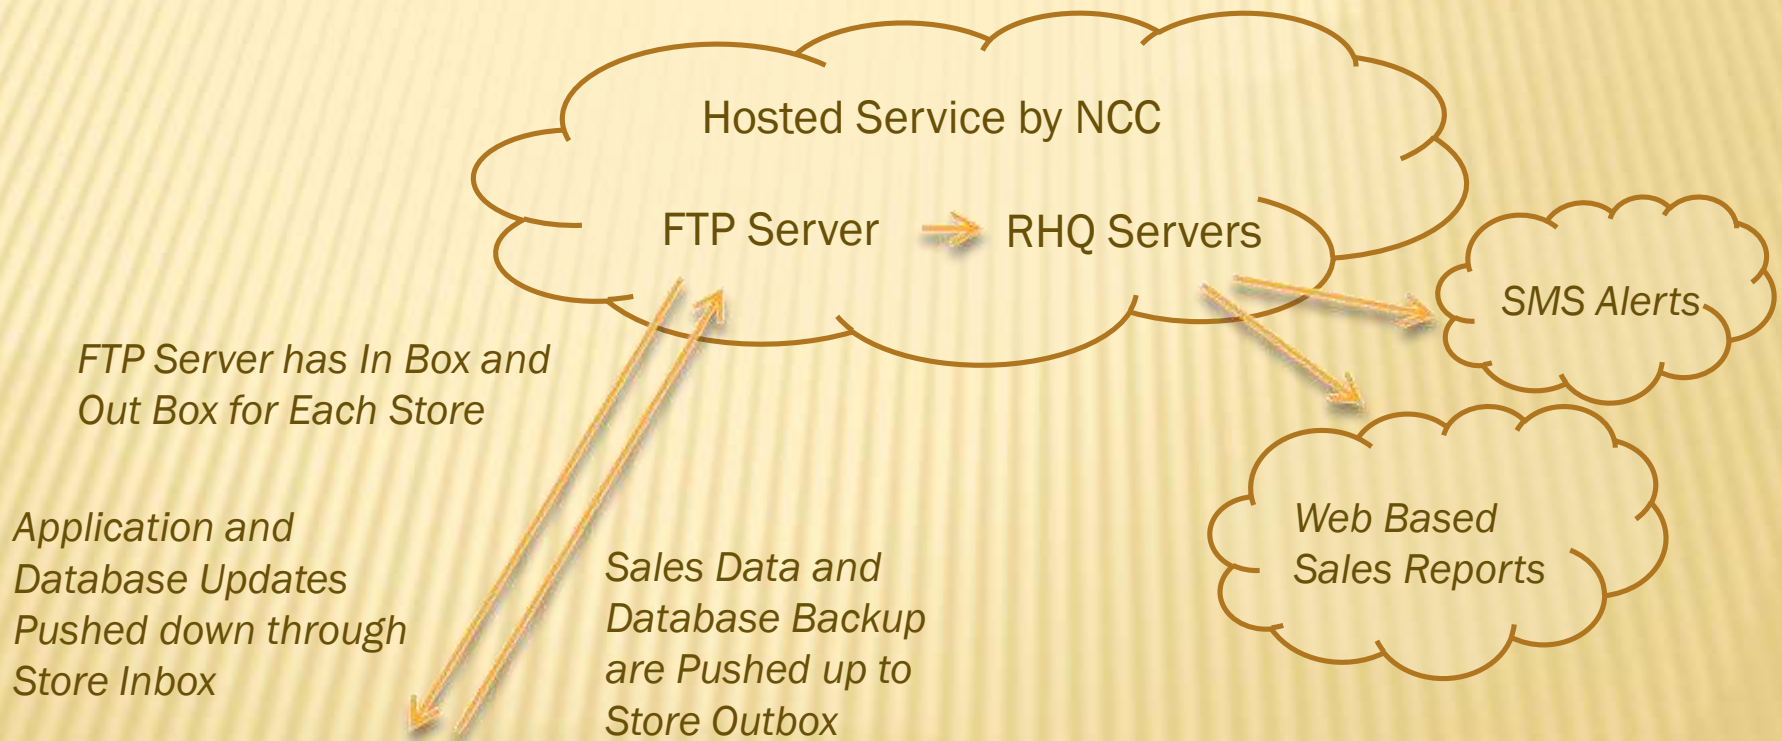 Hosted Service by NCC
FTP Server
RHQ Servers
SMS Alerts
FTP Server has In Box and
Out Box for Each Store
Web Based
Sales Reports
Application and
Database Updates
Pushed down through
Store Inbox
Sales Data and
Database Backup
are Pushed up to
Store Outbox